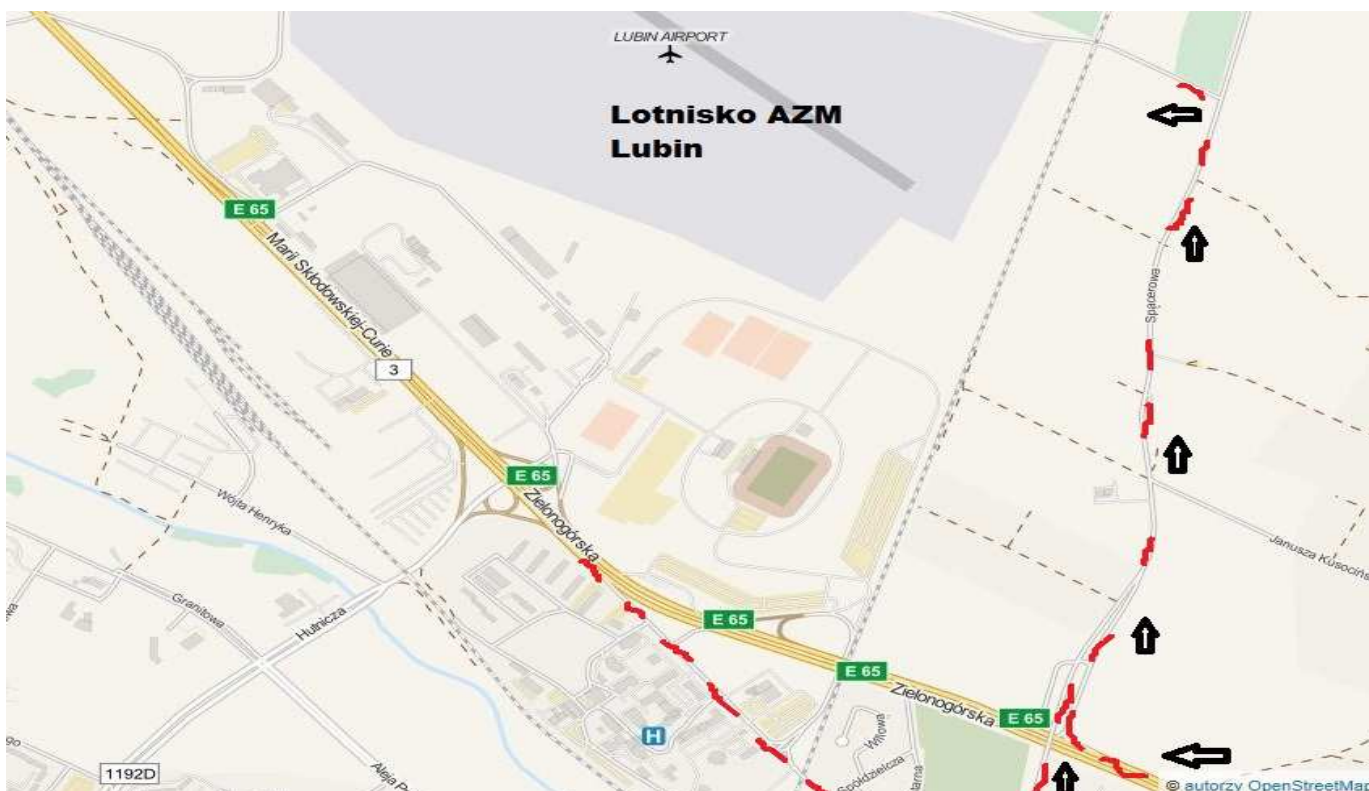 LUBIN AIRPORT
Lotnisko AZM
Lubin
E 65
Marii Skłodowskiej-Curie
3
Spacerowa
E 65
Zielonogórska
Wójta Henryka
Granitowa
Hutnicza
Janusza Kusocińs
E 65
E 65
Zielonogórska
E 65
H
Wiłowa
Spółdzielcza
1192D
© autorzy OpenStreetMap